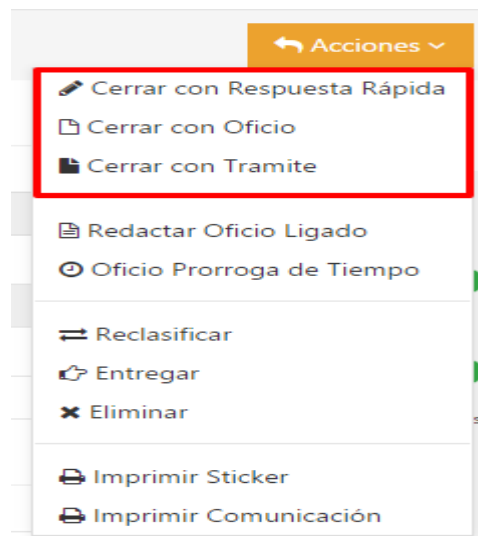 Acciones
Cerrar con Respuesta Rápida
Cerrar con Oficio
Cerrar con Tramite
Redactar Oficio Ligado
Oficio Prorroga de Tiempo
Reclasificar
Entregar
Eliminar
Imprimir Sticker
Imprimir Comunicación